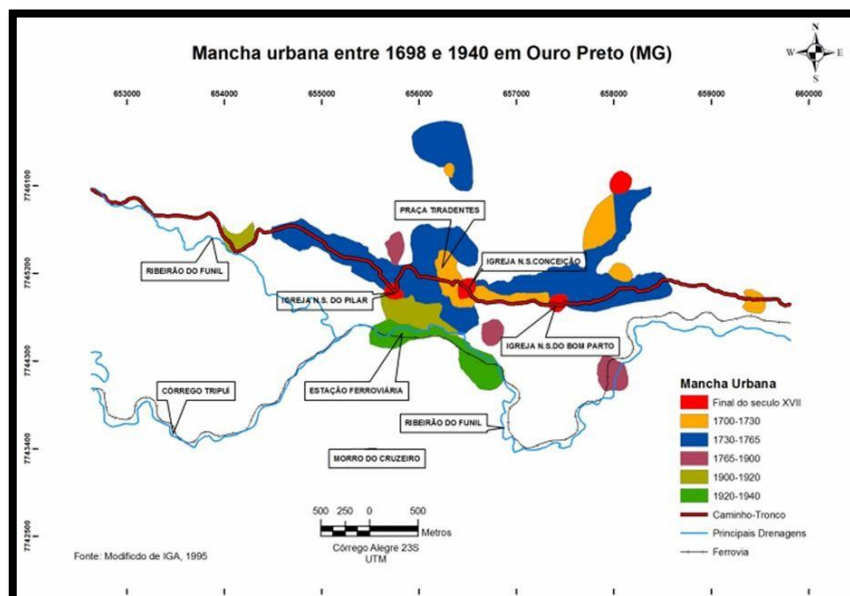 Mancha urbana entre 1698 e 1940 em Ouro Preto (MG)
N
W E
S
653000 654000 655000 656000 657000 658000 659000 660000
7746100
PRAÇA TIRADENTES
IGREJA N.S.CONCEIÇÃO
RIBEIRÃO DO FUNIL
7745200
IGREJA N.S. DO PILAR
IGREJA N.S.DO BOM PARTO
7744300
ESTAÇÃO FERROVIÁRIA
CÓRREGO TRIPUÍ
RIBEIRÃO DO FUNIL
7743400
MORRO DO CRUZEIRO
7742500
500 250 0 500
Metros
Córrego Alegre 23S
UTM
Fonte: Modificdo de IGA, 1995
Mancha Urbana
Final do seculo XVII
1700-1730
1730-1765
1765-1900
1900-1920
1920-1940
Caminho-Tronco
Principais Drenagens
Ferrovia